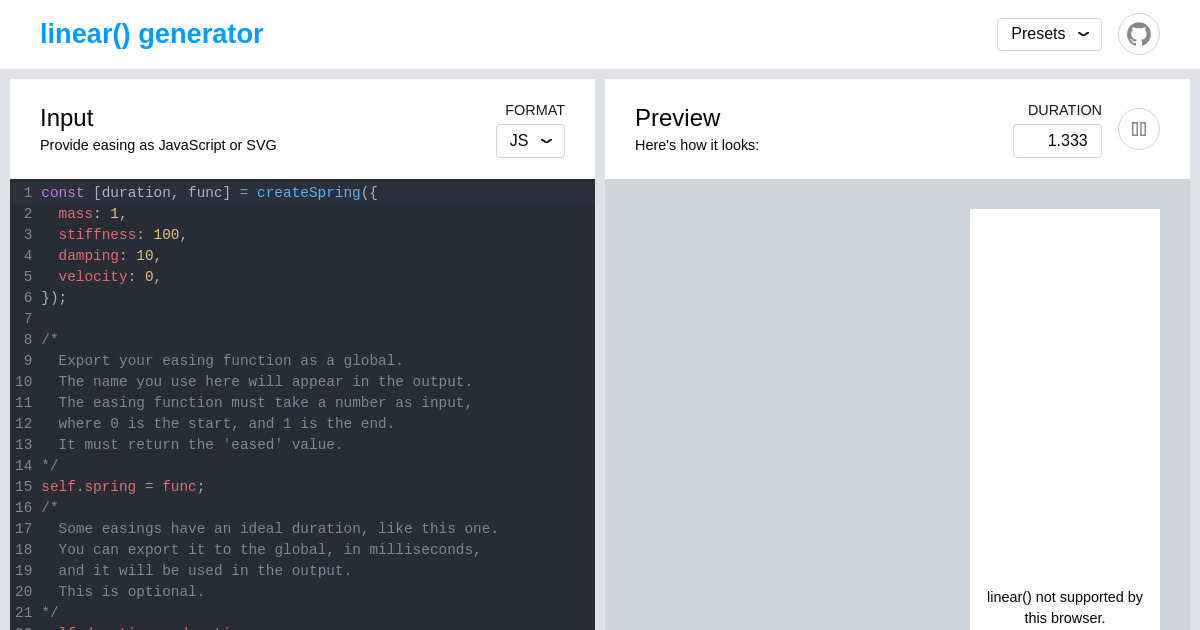 linear() generator
Presets
Input
Provide easing as JavaScript or SVG
FORMAT
JS
1 const [duration, func] = createSpring({
2   mass: 1,
3   stiffness: 100,
4   damping: 10,
5   velocity: 0,
6 });
7
8 /*
9   Export your easing function as a global.
10   The name you use here will appear in the output.
11   The easing function must take a number as input,
12   where 0 is the start, and 1 is the end.
13   It must return the 'eased' value.
14 */
15 self.spring = func;
16 /*
17   Some easings have an ideal duration, like this one.
18   You can export it to the global, in milliseconds,
19   and it will be used in the output.
20   This is optional.
21 */
Preview
Here's how it looks:
DURATION
1.333
linear() not supported by
this browser.